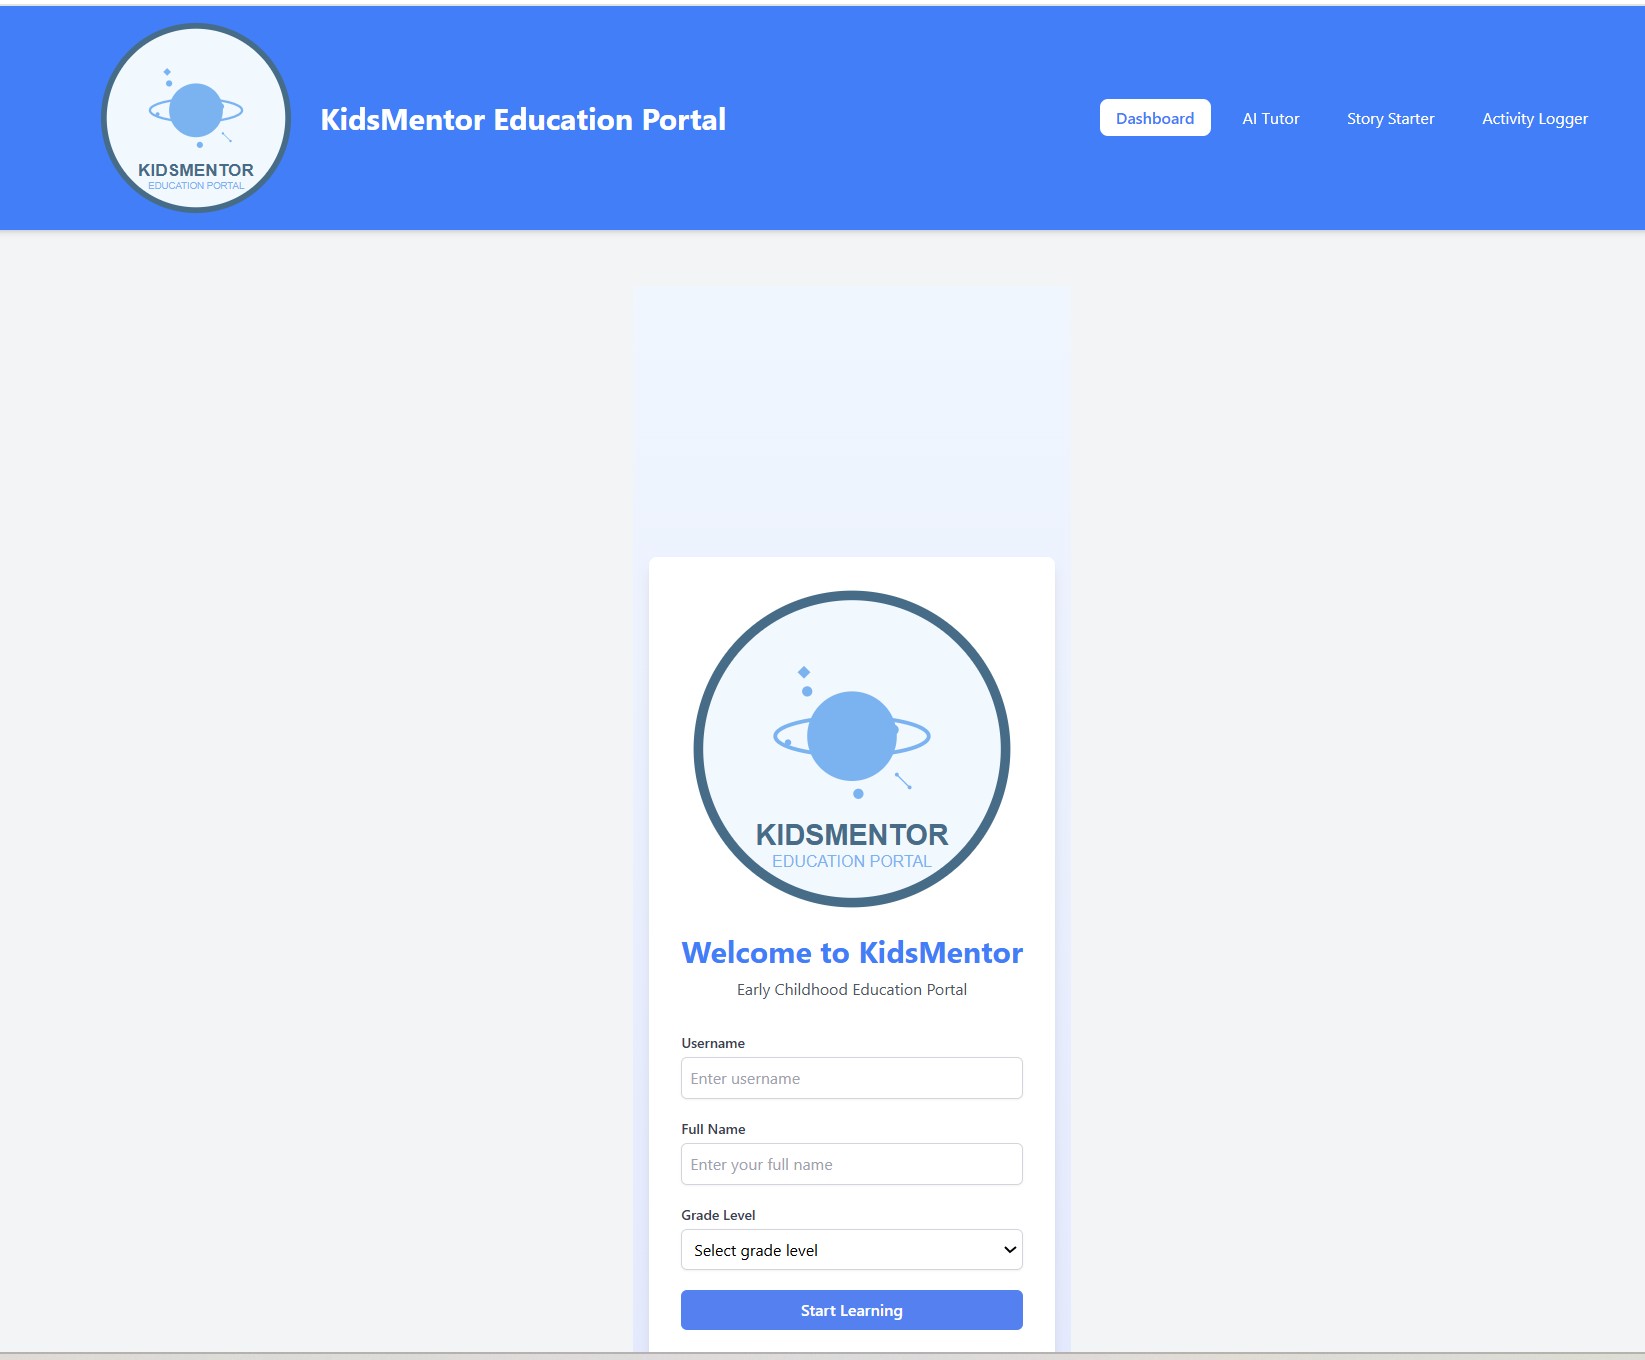 KIDSMENTOR
EDUCATION PORTAL
KidsMentor Education Portal
Dashboard
AI Tutor
Story Starter
Activity Logger
KIDSMENTOR
EDUCATION PORTAL
Welcome to KidsMentor
Early Childhood Education Portal
Username
Enter username
Full Name
Enter your full name
Grade Level
Select grade level
Start Learning